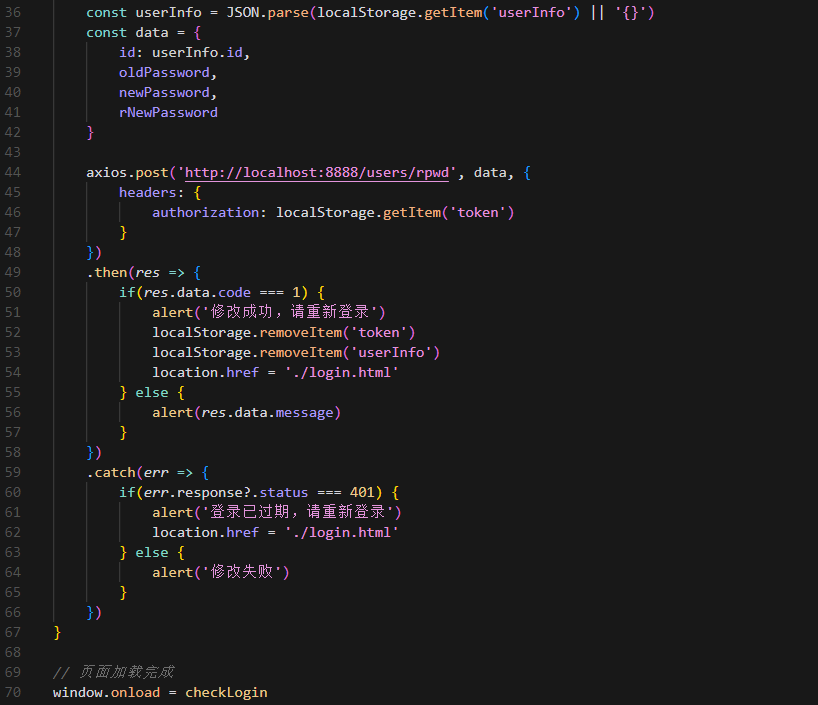 36 const userInfo = JSON.parse(localStorage.getItem('userInfo') || '{}')
37 const data = {
38 id: userInfo.id,
39 oldPassword,
40 newPassword,
41 rNewPassword
42 }
43
44 axios.post('http://localhost:8888/users/rpwd', data, {
45 headers: {
46 authorization: localStorage.getItem('token')
47 }
48 })
49 .then(res => {
50 if(res.data.code === 1) {
51 alert('修改成功，请重新登录')
52 localStorage.removeItem('token')
53 localStorage.removeItem('userInfo')
54 location.href = './login.html'
55 } else {
56 alert(res.data.message)
57 }
58 })
59 .catch(err => {
60 if(err.response?.status === 401) {
61 alert('登录已过期，请重新登录')
62 location.href = './login.html'
63 } else {
64 alert('修改失败')
65 }
66 })
67 }
68
69 // 页面加载完成
70 window.onload = checkLogin